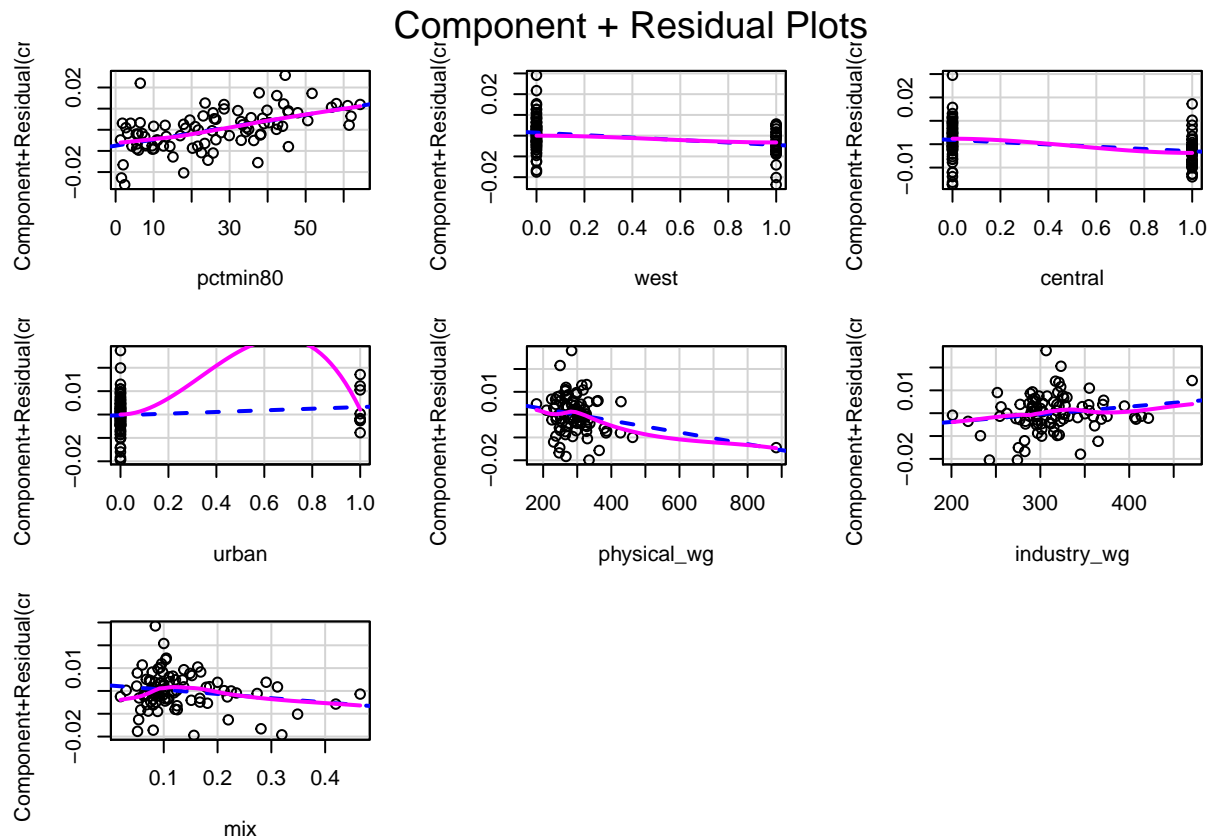 Component + Residual Plots
Component+Residual(cr
0.02
−0.02
0 10 30 50
pctmin80
Component+Residual(cr
0.02
−0.02
0.0 0.2 0.4 0.6 0.8 1.0
west
Component+Residual(cr
0.02
−0.01
0.0 0.2 0.4 0.6 0.8 1.0
central
Component+Residual(cr
0.01
−0.02
0.0 0.2 0.4 0.6 0.8 1.0
urban
Component+Residual(cr
0.01
−0.02
200 400 600 800
physical_wg
Component+Residual(cr
0.01
−0.02
200 300 400
industry_wg
Component+Residual(cr
0.01
−0.02
0.1 0.2 0.3 0.4
mix